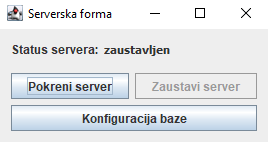 Serverska forma
Status servera: zaustavljen
Pokreni server
Zaustavi server
Konfiguracija baze